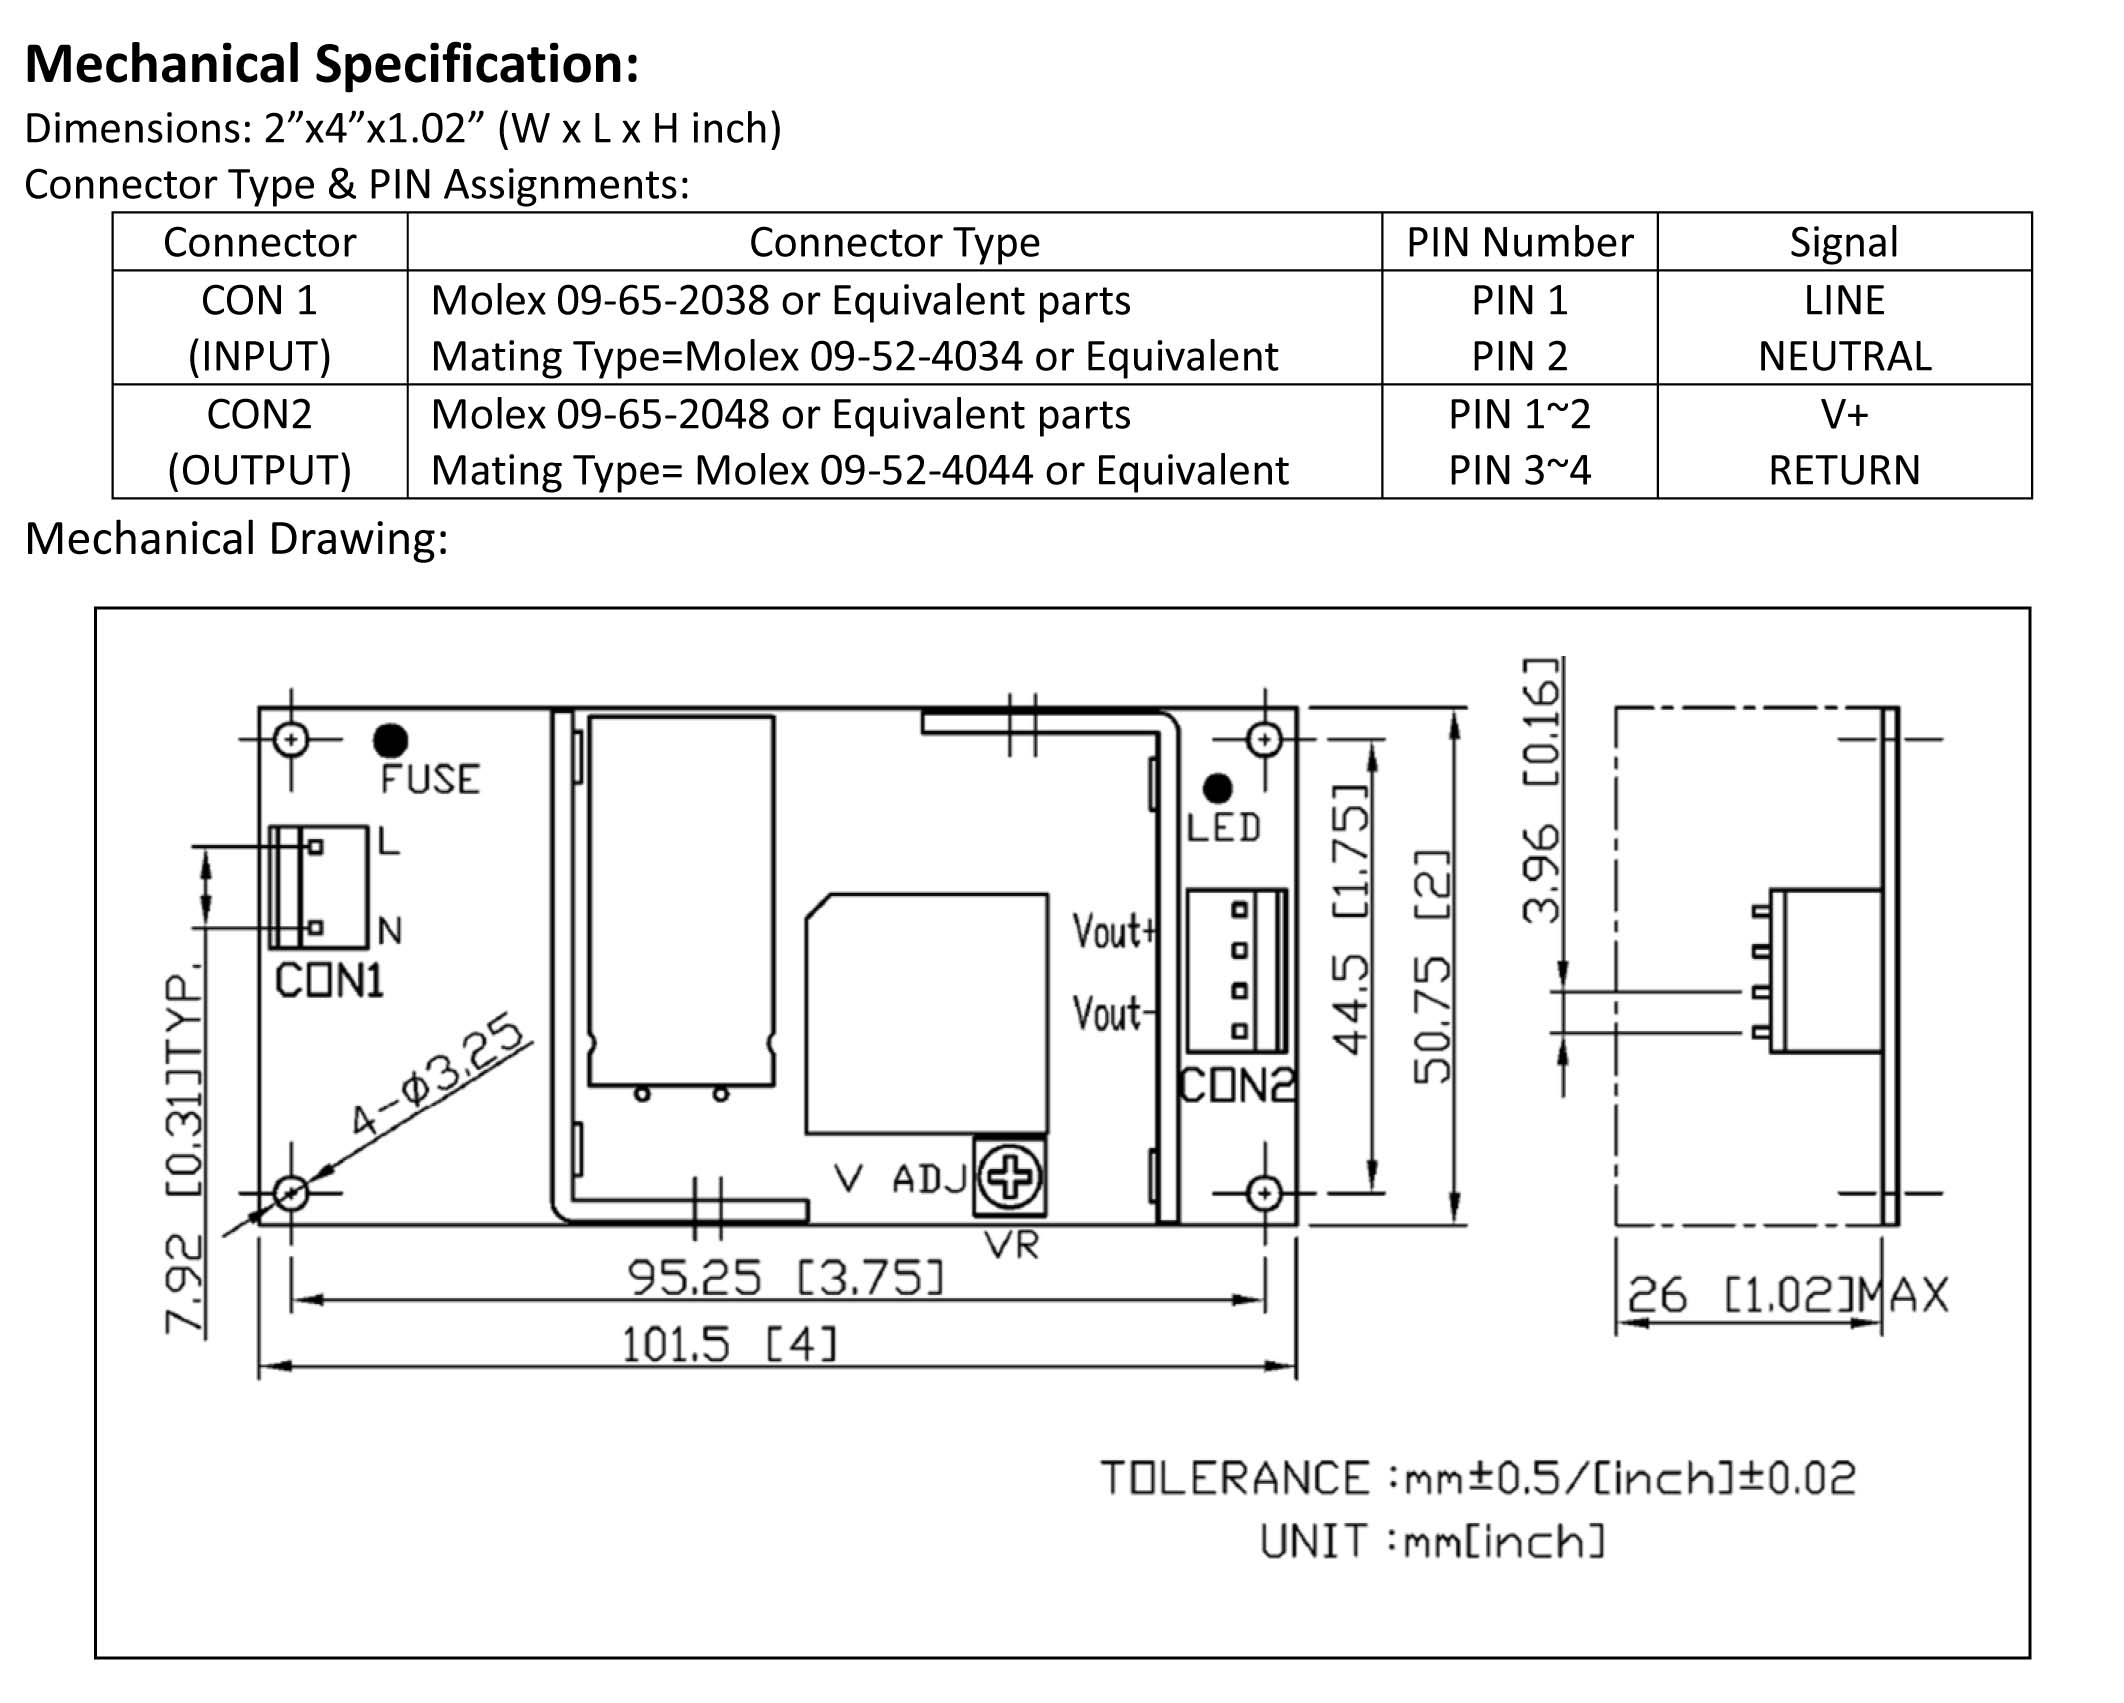 Mechanical Specification:
Dimensions: 2”x4”x1.02” (W x L x H inch)
Connector Type & PIN Assignments:
Connector Connector Type PIN Number Signal
CON 1 Molex 09-65-2038 or Equivalent parts PIN 1 LINE
(INPUT) Mating Type=Molex 09-52-4034 or Equivalent PIN 2 NEUTRAL
CON2 Molex 09-65-2048 or Equivalent parts PIN 1~2 V+
(OUTPUT) Mating Type= Molex 09-52-4044 or Equivalent PIN 3~4 RETURN
Mechanical Drawing:
FUSE
L
N
CON1
7.92 [0.31]TYP.
4-ø3.25
LED
Vout+
Vout-
CON2
V ADJ
VR
44.5 [1.75]
50.75 [2]
3.96 [0.16]
95.25 [3.75]
101.5 [4]
26 [1.02]MAX
TOLERANCE :mm±0.5/[inch]±0.02
UNIT :mm[inch]